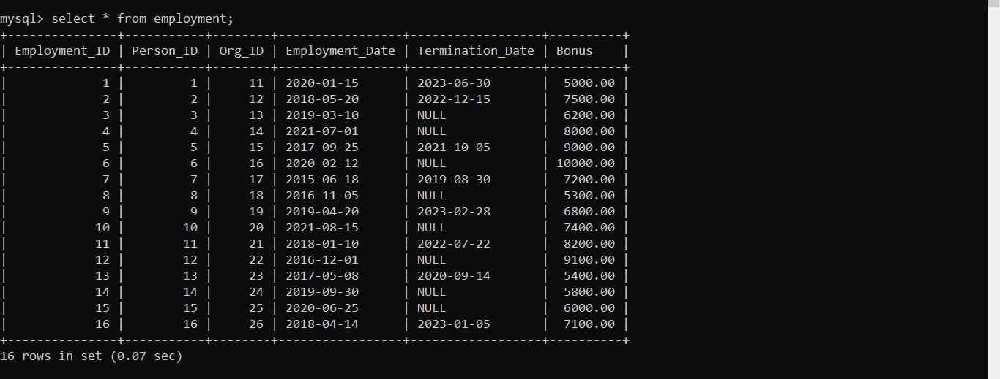 mysql> select * from employment;
+---------------+-----------+--------+-----------------+------------------+----------+
| Employment_ID | Person_ID | Org_ID | Employment_Date | Termination_Date | Bonus    |
+---------------+-----------+--------+-----------------+------------------+----------+
|             1 |         1 |     11 | 2020-01-15      | 2023-06-30       |  5000.00 |
|             2 |         2 |     12 | 2018-05-20      | 2022-12-15       |  7500.00 |
|             3 |         3 |     13 | 2019-03-10      | NULL             |  6200.00 |
|             4 |         4 |     14 | 2021-07-01      | NULL             |  8000.00 |
|             5 |         5 |     15 | 2017-09-25      | 2021-10-05       |  9000.00 |
|             6 |         6 |     16 | 2020-02-12      | NULL             | 10000.00 |
|             7 |         7 |     17 | 2015-06-18      | 2019-08-30       |  7200.00 |
|             8 |         8 |     18 | 2016-11-05      | NULL             |  5300.00 |
|             9 |         9 |     19 | 2019-04-20      | 2023-02-28       |  6800.00 |
|            10 |        10 |     20 | 2021-08-15      | NULL             |  7400.00 |
|            11 |        11 |     21 | 2018-01-10      | 2022-07-22       |  8200.00 |
|            12 |        12 |     22 | 2016-12-01      | NULL             |  9100.00 |
|            13 |        13 |     23 | 2017-05-08      | 2020-09-14       |  5400.00 |
|            14 |        14 |     24 | 2019-09-30      | NULL             |  5800.00 |
|            15 |        15 |     25 | 2020-06-25      | NULL             |  6000.00 |
|            16 |        16 |     26 | 2018-04-14      | 2023-01-05       |  7100.00 |
+---------------+-----------+--------+-----------------+------------------+----------+
16 rows in set (0.07 sec)